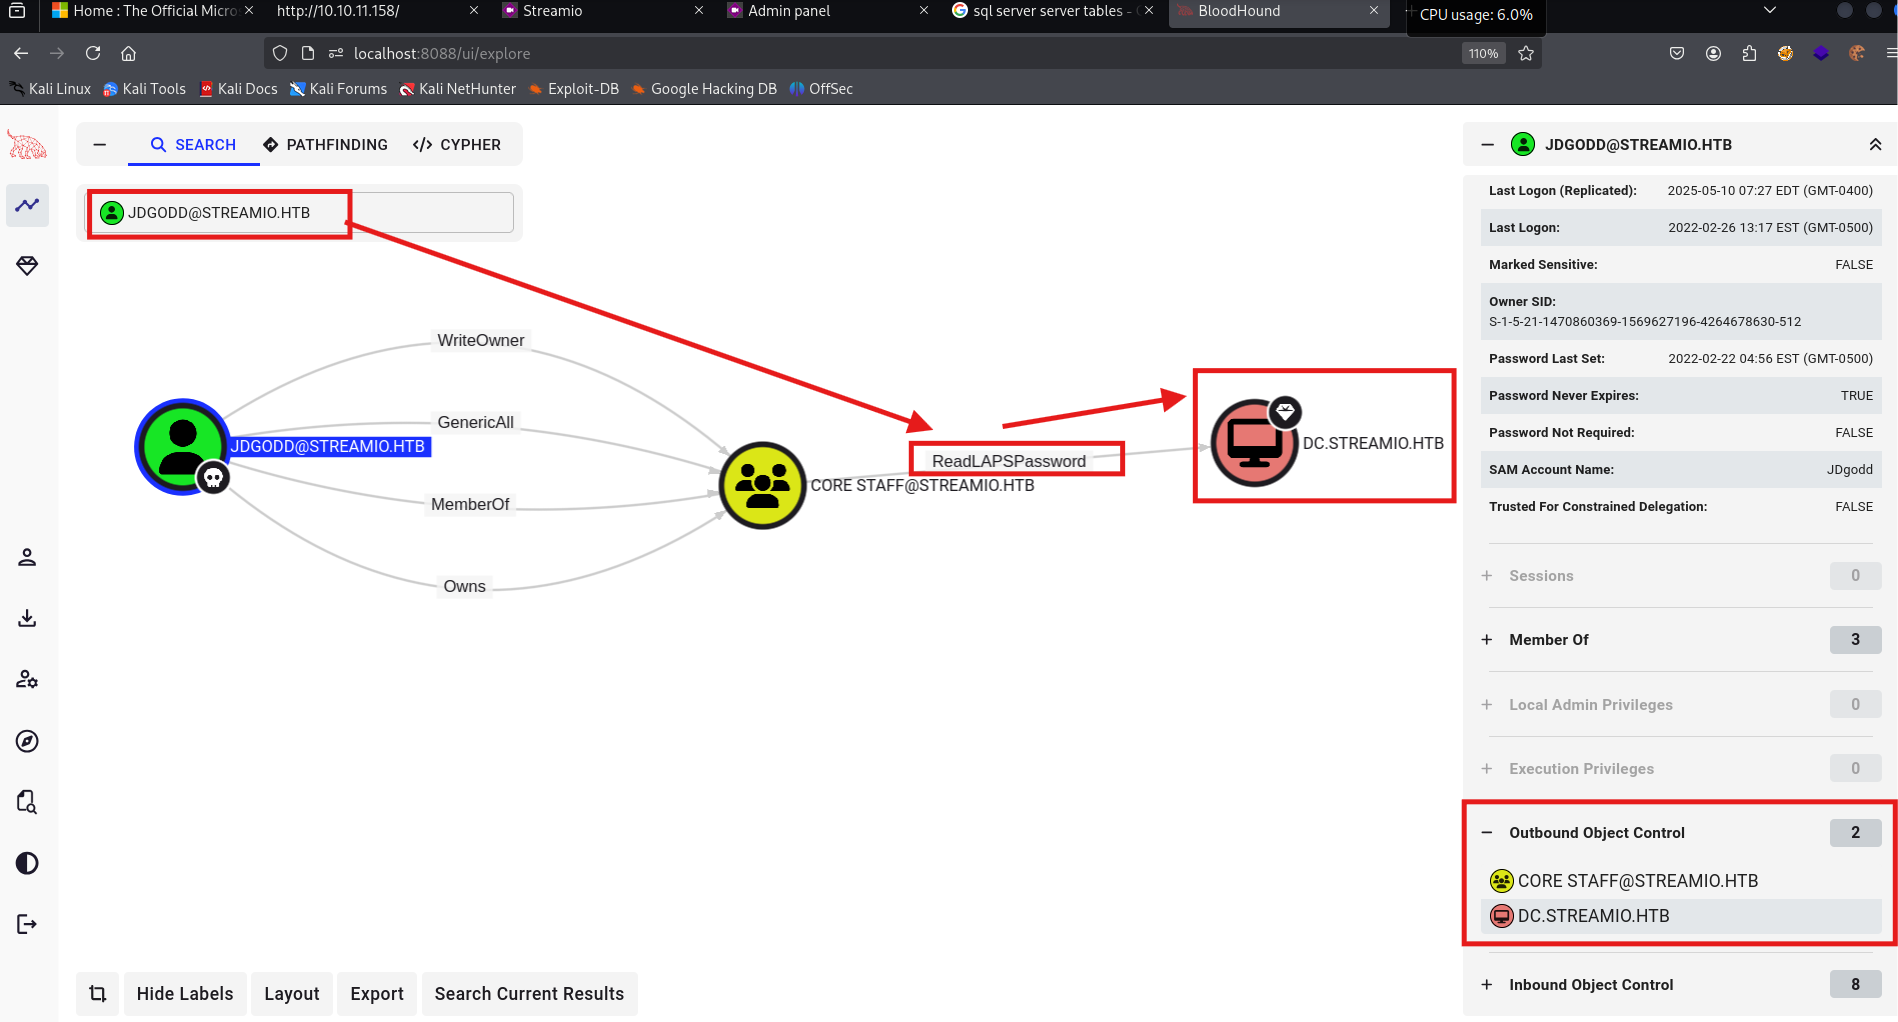 Home : The Official Micro
http://10.10.11.158/
Streamio
Admin panel
sql server server tables -
BloodHound
CPU usage: 6.0%
localhost:8088/ui/explore
110%
Kali Linux
Kali Tools
Kali Docs
Kali Forums
Kali NetHunter
Exploit-DB
Google Hacking DB
OffSec
SEARCH
PATHFINDING
</> CYPHER
JDGODD@STREAMIO.HTB
WriteOwner
GenericAll
JDGODD@STREAMIO.HTB
MemberOf
Owns
CORE STAFF@STREAMIO.HTB
ReadLAPSPassword
DC.STREAMIO.HTB
Hide Labels
Layout
Export
Search Current Results
JDGODD@STREAMIO.HTB
Last Logon (Replicated): 2025-05-10 07:27 EDT (GMT-0400)
Last Logon: 2022-02-26 13:17 EST (GMT-0500)
Marked Sensitive: FALSE
Owner SID:
S-1-5-21-1470860369-1569627196-4264678630-512
Password Last Set: 2022-02-22 04:56 EST (GMT-0500)
Password Never Expires: TRUE
Password Not Required: FALSE
SAM Account Name: JDgodd
Trusted For Constrained Delegation: FALSE
+ Sessions 0
+ Member Of 3
+ Local Admin Privileges 0
+ Execution Privileges 0
− Outbound Object Control 2
CORE STAFF@STREAMIO.HTB
DC.STREAMIO.HTB
+ Inbound Object Control 8